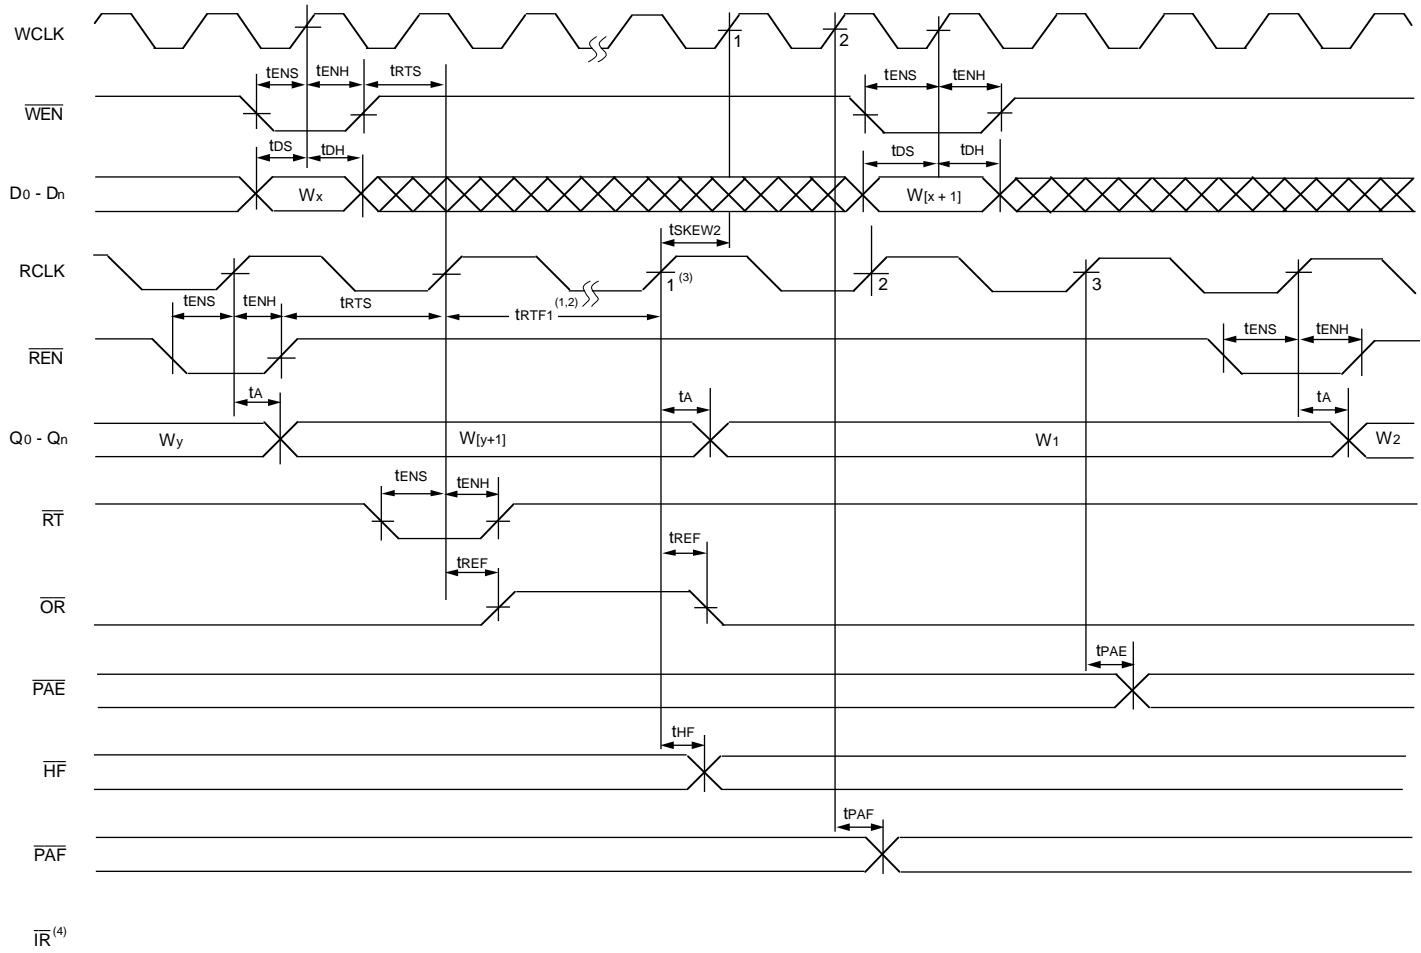 WCLK
1
2
tENS
tENH
tRTS
tENS
tENH
WEN
tDS
tDH
tDS
tDH
D0 - Dn
Wx
W[x + 1]
tSKEW2
RCLK
1 (3)
2
3
tENS
tENH
tRTS
tRTF1 (1,2)
tENS
tENH
REN
tA
tA
tA
Q0 - Qn
Wy
W[y+1]
W1
W2
tENS
tENH
RT
tREF
tREF
OR
tPAE
PAE
tHF
HF
tPAF
PAF
IR (4)